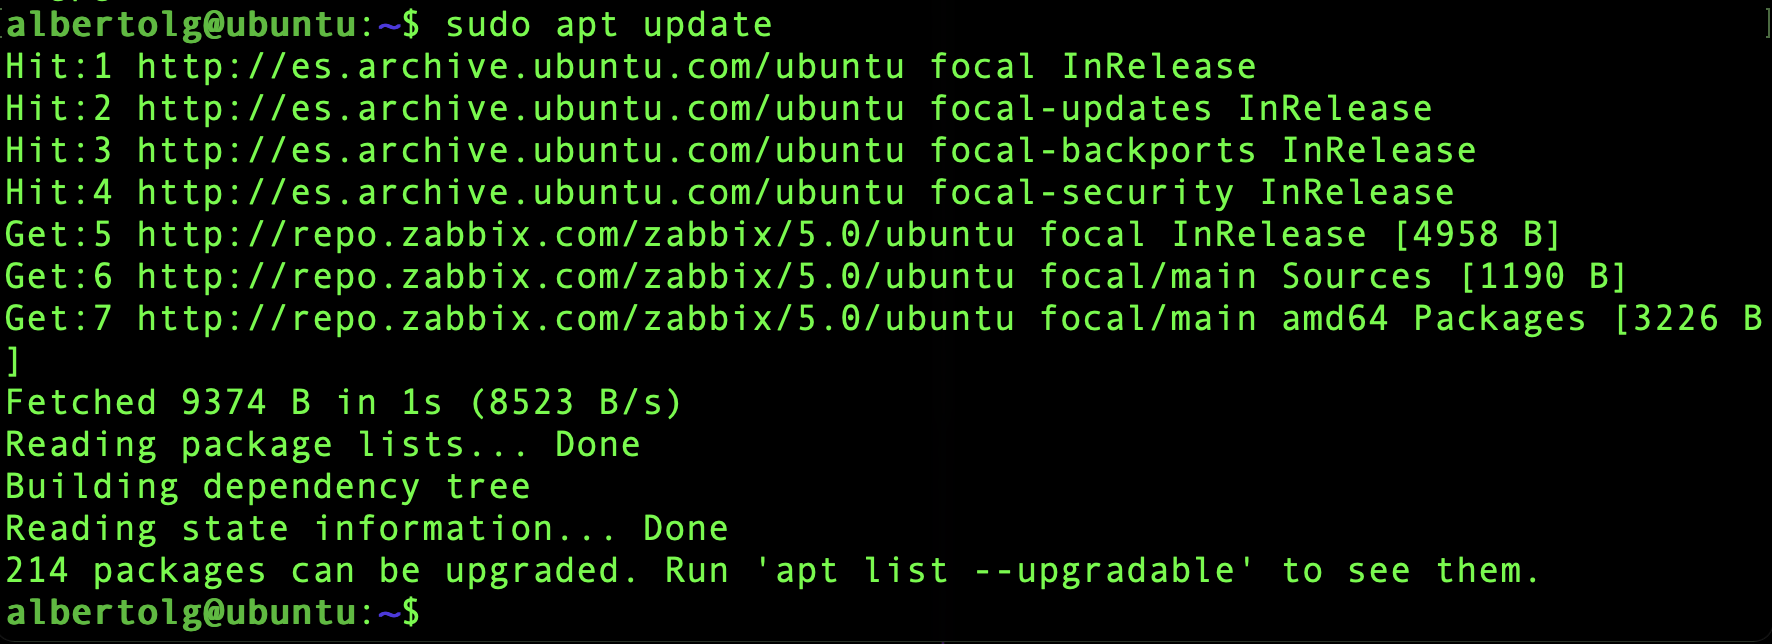 albertolg@ubuntu:~$ sudo apt update
Hit:1 http://es.archive.ubuntu.com/ubuntu focal InRelease
Hit:2 http://es.archive.ubuntu.com/ubuntu focal-updates InRelease
Hit:3 http://es.archive.ubuntu.com/ubuntu focal-backports InRelease
Hit:4 http://es.archive.ubuntu.com/ubuntu focal-security InRelease
Get:5 http://repo.zabbix.com/zabbix/5.0/ubuntu focal InRelease [4958 B]
Get:6 http://repo.zabbix.com/zabbix/5.0/ubuntu focal/main Sources [1190 B]
Get:7 http://repo.zabbix.com/zabbix/5.0/ubuntu focal/main amd64 Packages [3226 B
]
Fetched 9374 B in 1s (8523 B/s)
Reading package lists... Done
Building dependency tree
Reading state information... Done
214 packages can be upgraded. Run 'apt list --upgradable' to see them.
albertolg@ubuntu:~$